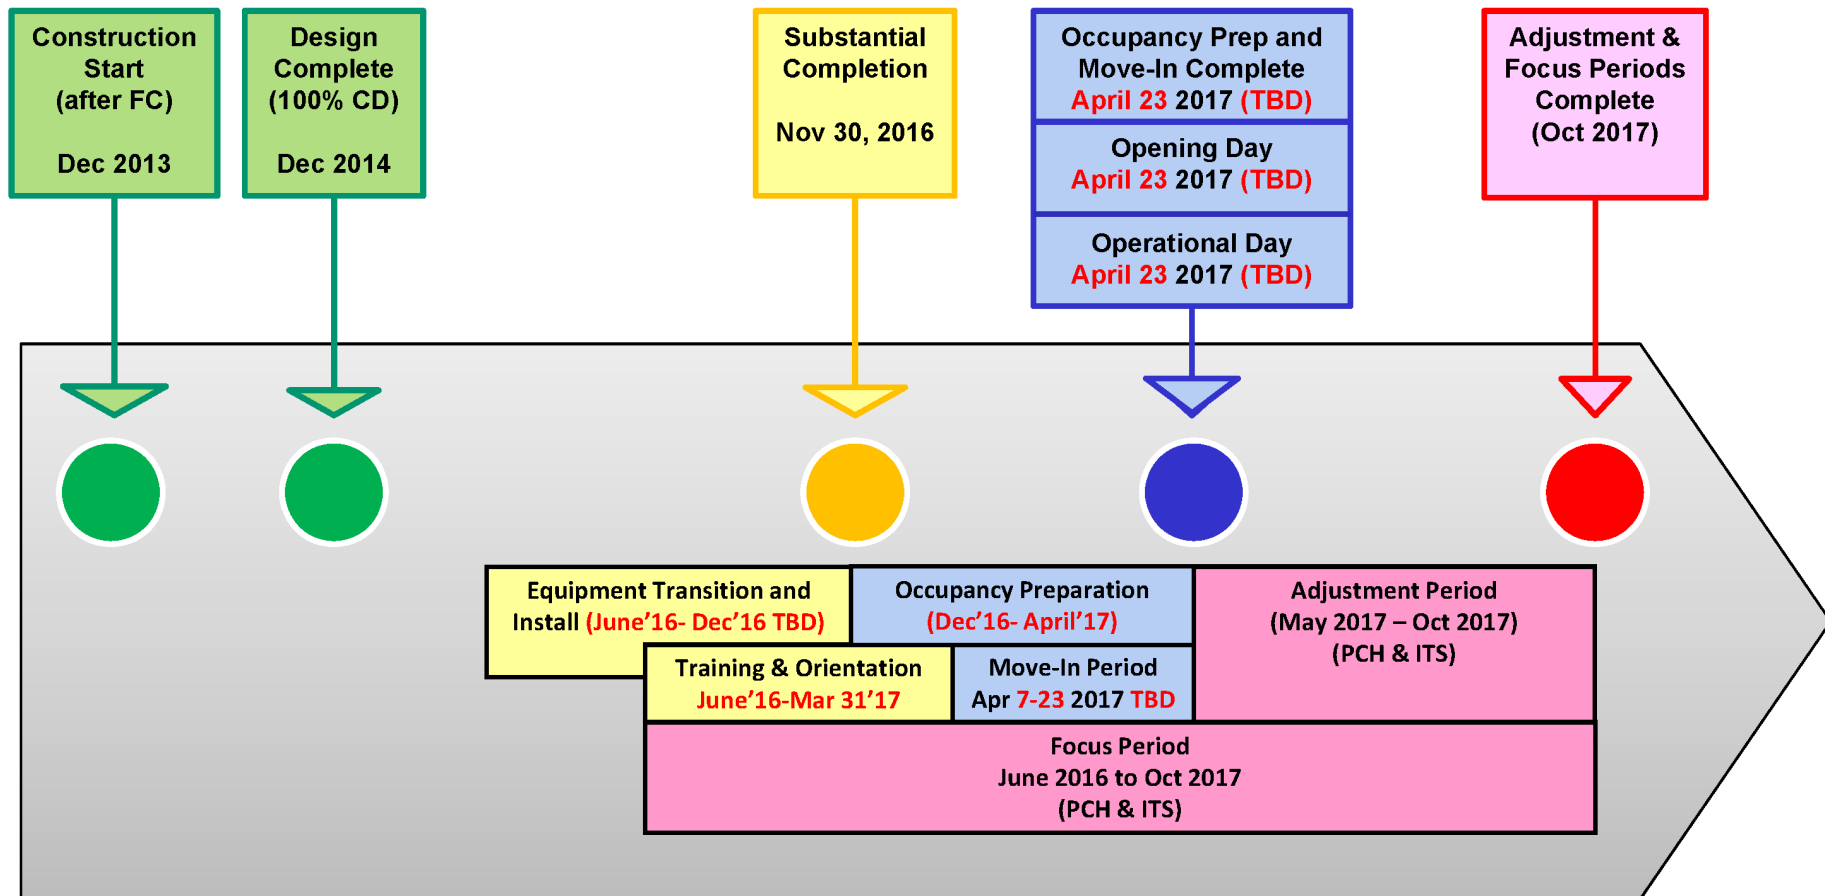 Construction
Start
(after FC)
Dec 2013
Design
Complete
(100% CD)
Dec 2014
Substantial
Completion
Nov 30, 2016
Occupancy Prep and
Move-In Complete
April 23 2017 (TBD)
Opening Day
April 23 2017 (TBD)
Operational Day
April 23 2017 (TBD)
Adjustment &
Focus Periods
Complete
(Oct 2017)
Equipment Transition and
Install (June’16- Dec’16 TBD)
Occupancy Preparation
(Dec’16- April’17)
Adjustment Period
(May 2017 – Oct 2017)
(PCH & ITS)
Training & Orientation
June’16-Mar 31’17
Move-In Period
Apr 7-23 2017 TBD
Focus Period
June 2016 to Oct 2017
(PCH & ITS)